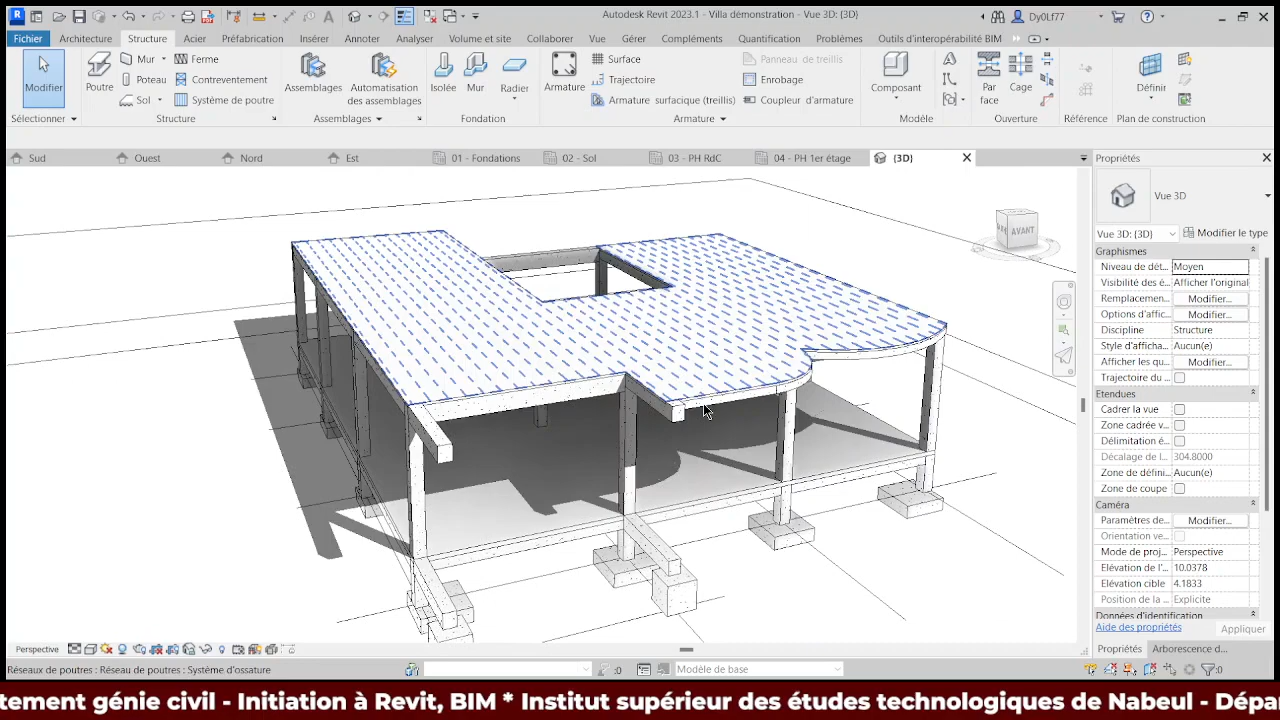 Autodesk Revit 2023.1 - Villa démonstration - Vue 3D: {3D}
Dy0Lf77
Fichier Architecture Structure Acier Préfabrication Insérer Annoter Analyser Volume et site Collaborer Vue Gérer Compléments Quantification Problèmes Outils d'interopérabilité BIM
Modifier
Poutre
Mur
Poteau
Sol
Ferme
Contreventement
Système de poutre
Assemblages
Automatisation
des assemblages
Isolée
Mur
Radier
Armature
Surface
Trajectoire
Armature surfacique (treillis)
Panneau de treillis
Enrobage
Coupleur d'armature
Composant
Par
face
Cage
Définir
Sélectionner
Structure
Assemblages
Fondation
Armature
Modèle
Ouverture
Référence
Plan de construction
Sud
Ouest
Nord
Est
01 - Fondations
02 - Sol
03 - PH RdC
04 - PH 1er étage
{3D}
AVANT
Propriétés
Vue 3D
Vue 3D: {3D}
Modifier le type
Graphismes
Niveau de dét... Moyen
Visibilité des é... Afficher l'original
Remplacemen... Modifier...
Options d'affic... Modifier...
Discipline Structure
Style d'afficha... Aucun(e)
Afficher les qu... Modifier...
Trajectoire du
Etendues
Cadrer la vue
Zone cadrée v...
Délimitation é...
Décalage de l... 304.8000
Zone de défini... Aucun(e)
Zone de coupe
Caméra
Paramètres de... Modifier...
Orientation ve...
Mode de proj... Perspective
Elévation de l'... 10.0378
Elévation cible 4.1833
Position de la ... Explicite
Données d'identification
Aide des propriétés
Appliquer
Propriétés
Arborescence d...
Perspective
Réseaux de poutres : Réseau de poutres : Système d'ossature
:0
Modèle de base
:0
tement génie civil - Initiation à Revit, BIM * Institut supérieur des études technologiques de Nabeul - Dépa